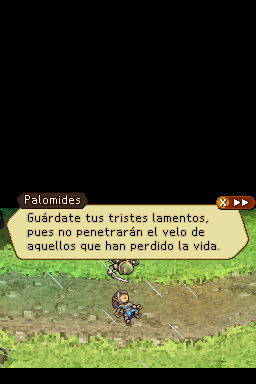 Palomides
Guárdate tus tristes lamentos,
pues no penetrarán el velo de
aquellos que han perdido la vida.